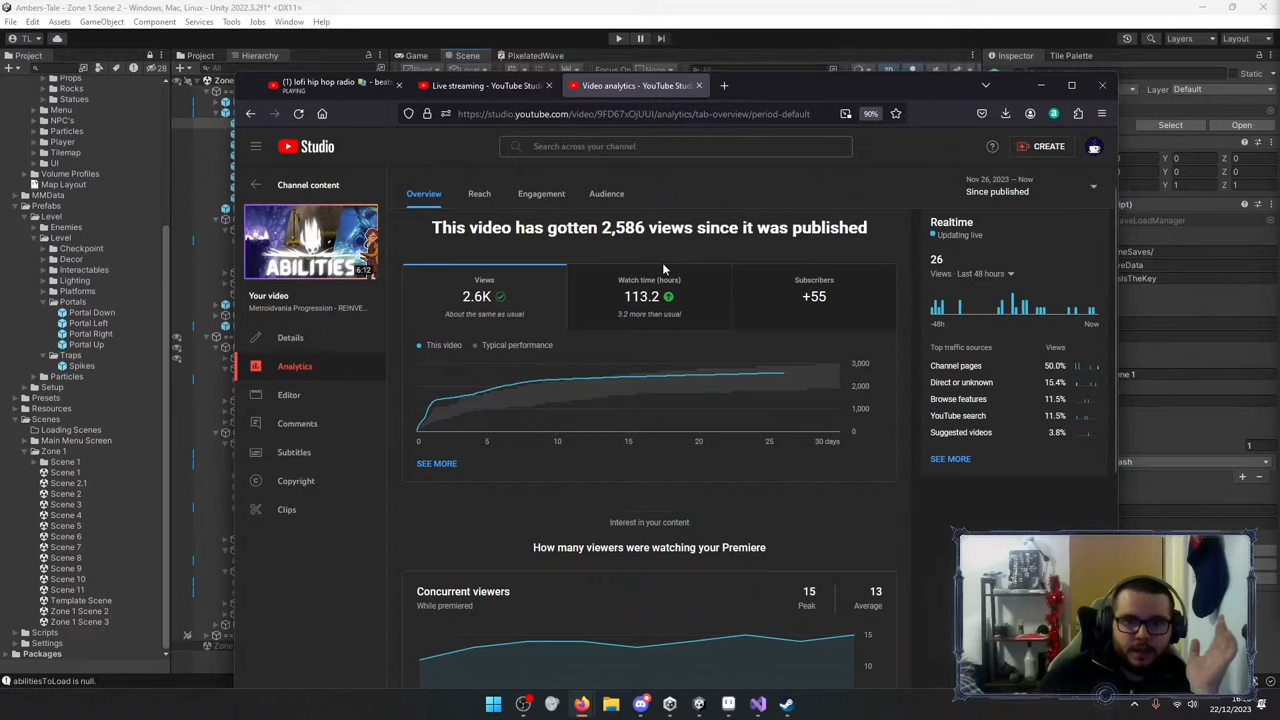 Ambers-Tale - Zone 1 Scene 2 - Windows, Mac, Linux - Unity 2022.3.2f1* <DX11>
File Edit Assets GameObject Component Services Tools Jobs Window Help
TL
Layers Layout
Project Project Hierarchy Game Scene PixelatedWave Inspector Tile Palette
28 All
Static
Props
Rocks
Statues
Menu
NPC's
Particles
Player
Tilemap
UI
Volume Profiles
Map Layout
MMData
Prefabs
Level
Enemies
Level
Checkpoint
Decor
Interactables
Lighting
Platforms
Portals
Portal Down
Portal Left
Portal Right
Portal Up
Traps
Spikes
Particles
Setup
Presets
Resources
Scenes
Loading Scenes
Main Menu Screen
Zone 1
Scene 1
Scene 1
Scene 2.1
Scene 2
Scene 3
Scene 4
Scene 5
Scene 6
Scene 7
Scene 8
Scene 9
Scene 10
Scene 11
Template Scene
Zone 1 Scene 2
Zone 1 Scene 3
Scripts
Settings
Packages
abilitiesToLoad is null.
(1) lofi hip hop radio - beats
PLAYING
Live streaming - YouTube Studi
Video analytics - YouTube Studi
https://studio.youtube.com/video/9FD67xOjUUI/analytics/tab-overview/period-default
90%
Studio
Search across your channel
CREATE
Channel content
ABILITIES
6:12
Your video
Metroidvania Progression - REINVE...
Details
Analytics
Editor
Comments
Subtitles
Copyright
Clips
Overview Reach Engagement Audience
Nov 26, 2023 — Now
Since published
This video has gotten 2,586 views since it was published
Views
2.6K
About the same as usual
Watch time (hours)
113.2
3.2 more than usual
Subscribers
+55
This video Typical performance
3,000
2,000
1,000
0
0 5 10 15 20 25 30 days
SEE MORE
Interest in your content
How many viewers were watching your Premiere
Concurrent viewers
While premiered
15
Peak
13
Average
15
10
Realtime
Updating live
26
Views · Last 48 hours
-48h Now
Top traffic sources Views
Channel pages 50.0%
Direct or unknown 15.4%
Browse features 11.5%
YouTube search 11.5%
Suggested videos 3.8%
SEE MORE
Layer Default
Select Open
Y 0 Z 0
Y 0 Z 0
Y 1 Z 1
22/12/2023